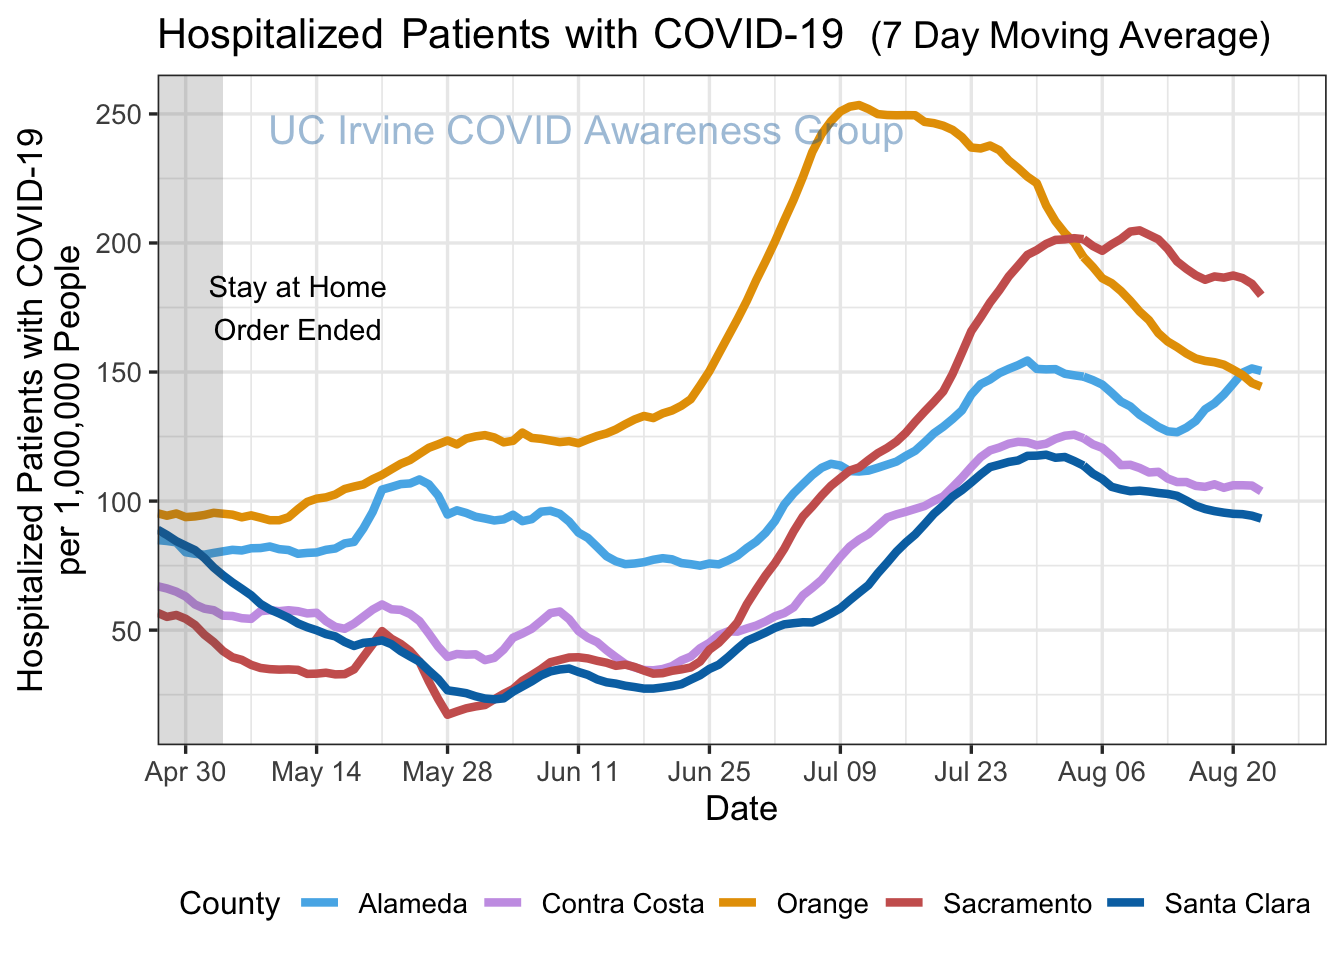 Hospitalized Patients with COVID-19 (7 Day Moving Average)
UC Irvine COVID Awareness Group
Hospitalized Patients with COVID-19
per 1,000,000 People
250
200
150
100
50
Stay at Home
Order Ended
Apr 30 May 14 May 28 Jun 11 Jun 25 Jul 09 Jul 23 Aug 06 Aug 20
Date
County Alameda Contra Costa Orange Sacramento Santa Clara